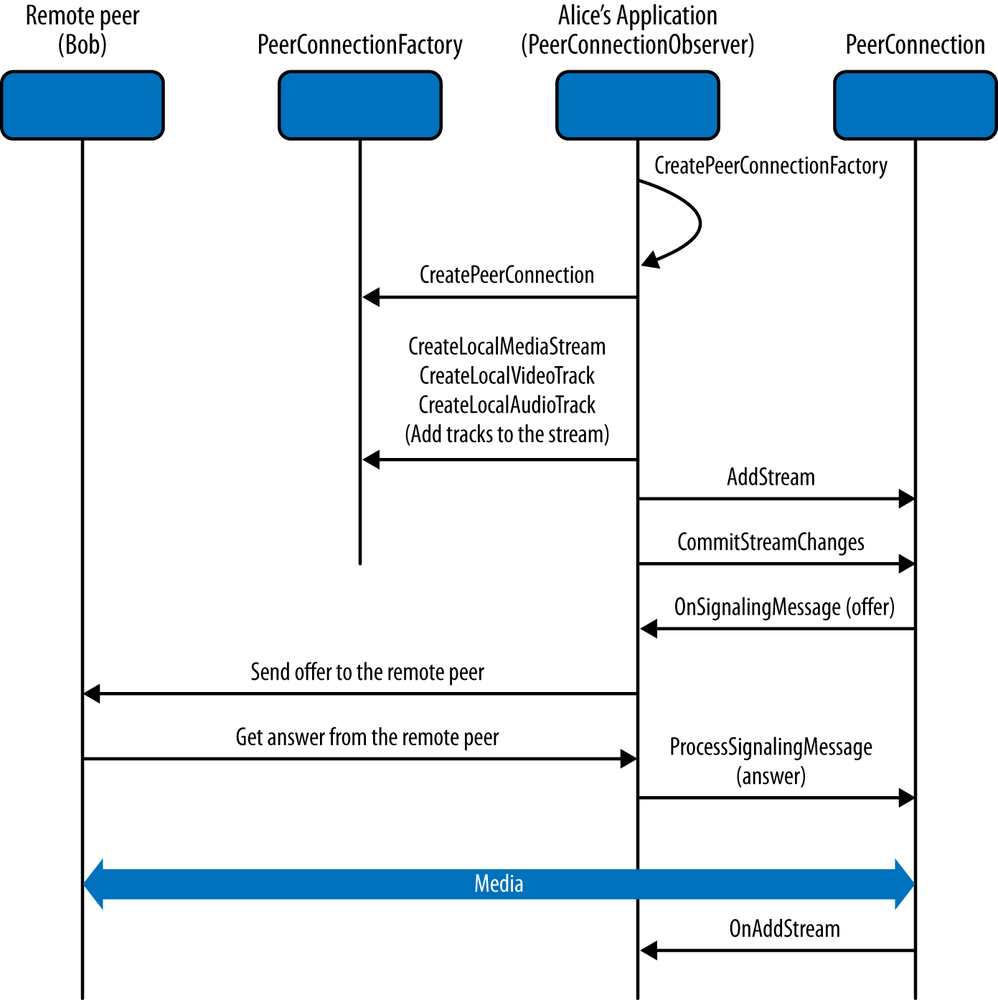 Remote peer
(Bob)
PeerConnectionFactory
Alice's Application
(PeerConnectionObserver)
PeerConnection
CreatePeerConnectionFactory
CreatePeerConnection
CreateLocalMediaStream
CreateLocalVideoTrack
CreateLocalAudioTrack
(Add tracks to the stream)
AddStream
CommitStreamChanges
OnSignalingMessage (offer)
Send offer to the remote peer
Get answer from the remote peer
ProcessSignalingMessage
(answer)
Media
OnAddStream